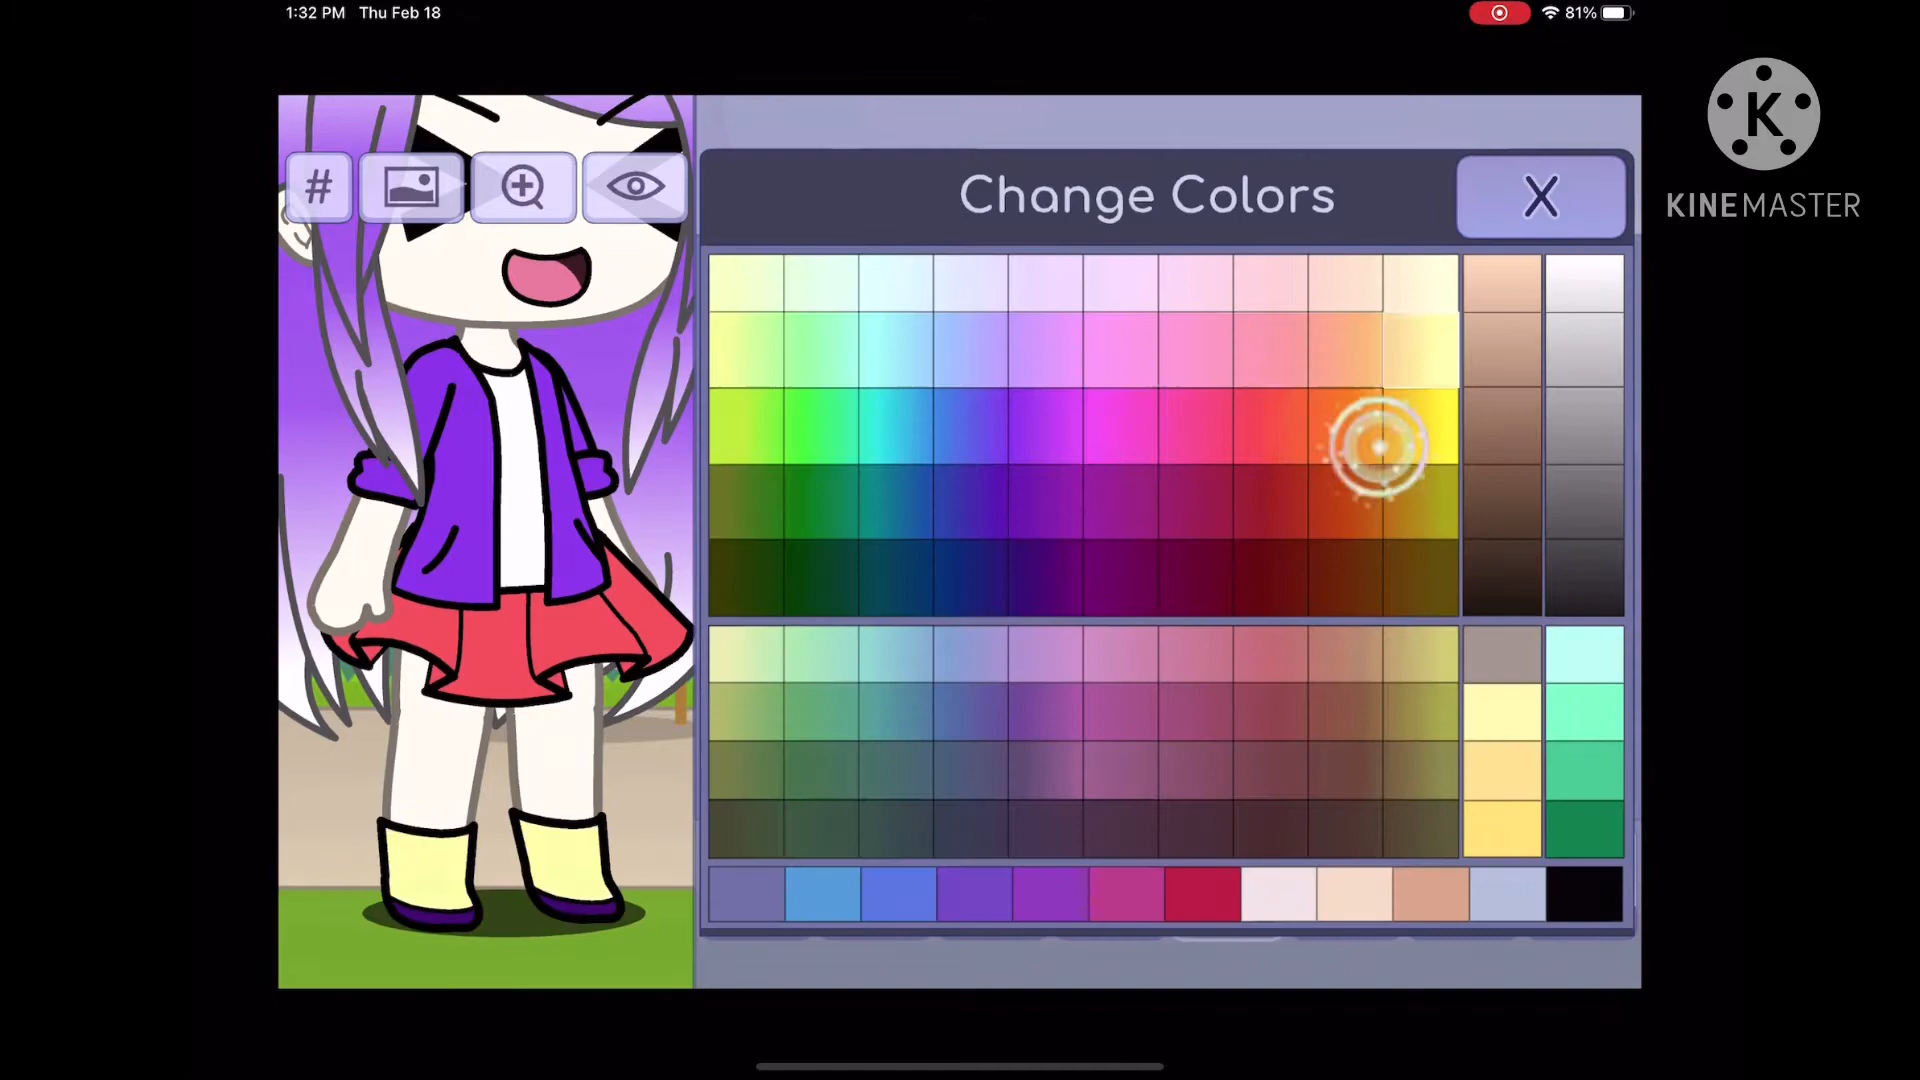 1:32 PM Thu Feb 18
81%
K
KINEMASTER
#
Change Colors
X